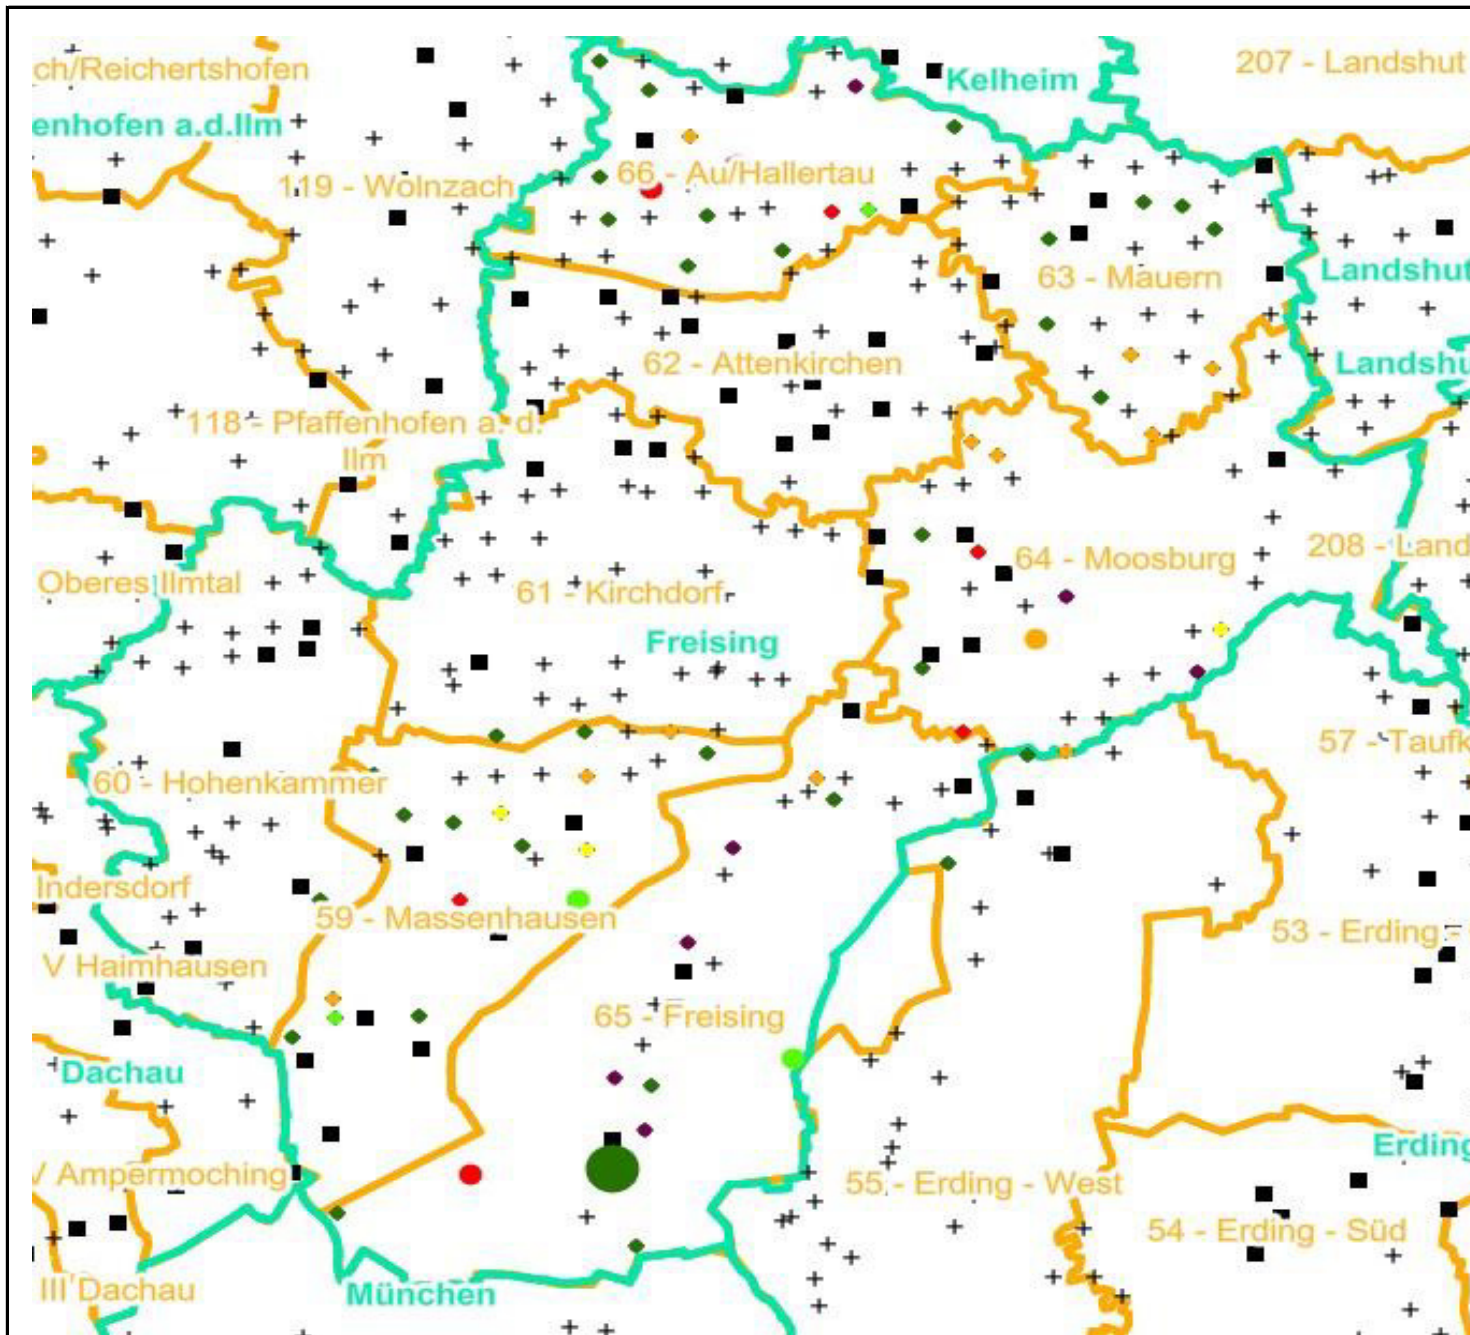 ch/Reichertshofen
207 - Landshut
Kelheim
enhofen a.d.Ilm
119 - Wolnzach
66 - Au/Hallertau
63 - Mauern
Landshut
62 - Attenkirchen
Landshu
118 - Pfaffenhofen a. d.
Ilm
208 - Land
64 - Moosburg
Oberes Ilmtal
61 - Kirchdorf
Freising
57 - Taufk
60 - Hohenkammer
Indersdorf
59 - Massenhausen
53 - Erding -
V Haimhausen
65 - Freising
Dachau
Erding
V Ampermoching
55 - Erding - West
54 - Erding - Süd
III Dachau
München